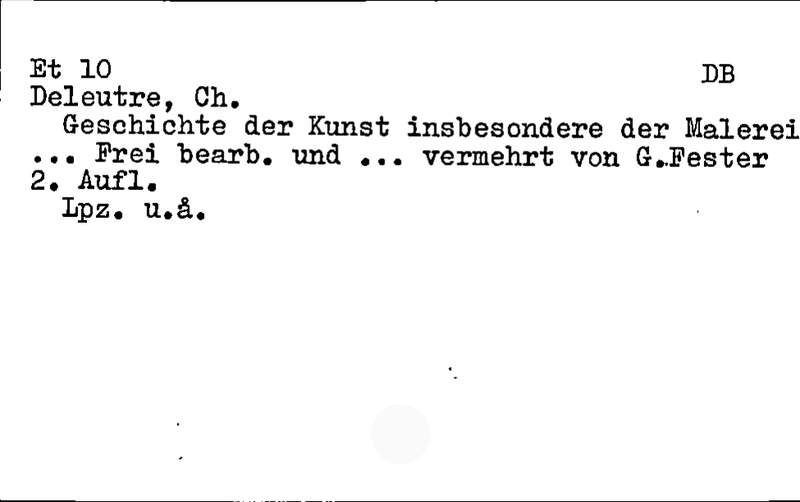 Et 10 DB
Deleutre, Ch.
Geschichte der Kunst insbesondere der Malerei
... Frei bearb. und ... vermehrt von G.Fester
2. Aufl.
Lpz. u.å.